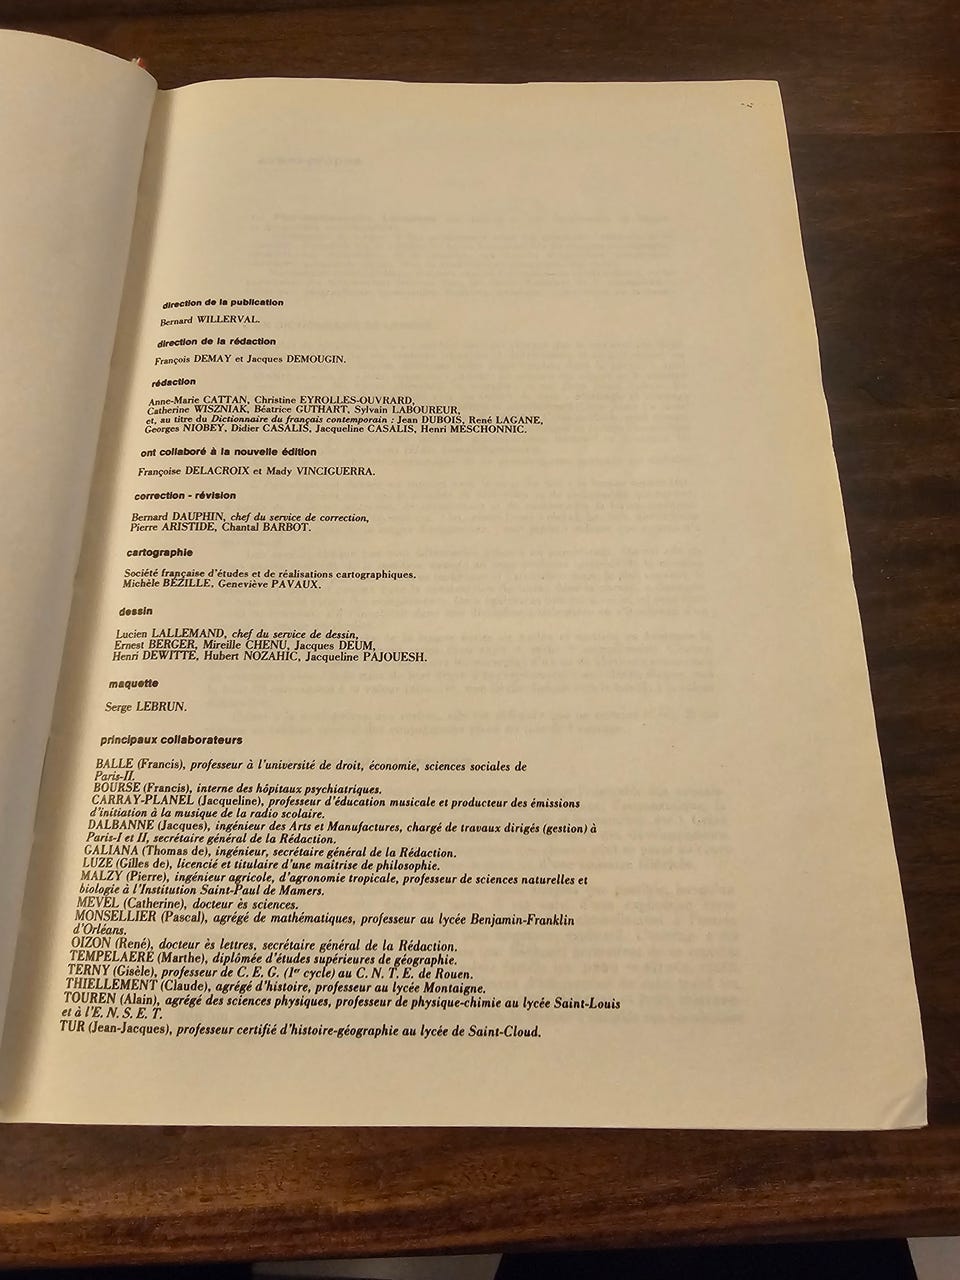 direction de la publication
Bernard WILLERVAL.
direction de la rédaction
François DEMAY et Jacques DEMOUGIN.
rédaction
Anne-Marie CATTAN, Christine EYROLLES-OUVRARD,
Catherine WISZNIAK, Béatrice GUTHART, Sylvain LABOUREUR,
et, au titre du Dictionnaire du français contemporain : Jean DUBOIS, René LAGANE,
Georges NIOBEY, Didier CASALIS, Jacqueline CASALIS, Henri MESCHONNIC.
ont collaboré à la nouvelle édition
Françoise DELACROIX et Mady VINCIGUERRA.
correction - révision
Bernard DAUPHIN, chef du service de correction,
Pierre ARISTIDE, Chantal BARBOT.
cartographie
Société française d'études et de réalisations cartographiques.
Michèle BÉZILLE, Geneviève PAVAUX.
dessin
Lucien LALLEMAND, chef du service de dessin,
Ernest BERGER, Mireille CHENU, Jacques DEUM,
Henri DEWITTE, Hubert NOZAHIC, Jacqueline PAJOUESH.
maquette
Serge LEBRUN.
principaux collaborateurs
BALLE (Francis), professeur à l'université de droit, économie, sciences sociales de
Paris-II.
BOURSE (Francis), interne des hôpitaux psychiatriques.
CARRAY-PLANEL (Jacqueline), professeur d'éducation musicale et producteur des émissions
d'initiation à la musique de la radio scolaire.
DALBANNE (Jacques), ingénieur des Arts et Manufactures, chargé de travaux dirigés (gestion) à
Paris-I et II, secrétaire général de la Rédaction.
GALIANA (Thomas de), ingénieur, secrétaire général de la Rédaction.
LUZE (Gilles de), licencié et titulaire d'une maîtrise de philosophie.
MALZY (Pierre), ingénieur agricole, d'agronomie tropicale, professeur de sciences naturelles et
biologie à l'Institution Saint-Paul de Mamers.
MEVEL (Catherine), docteur ès sciences.
MONSELLIER (Pascal), agrégé de mathématiques, professeur au lycée Benjamin-Franklin
d'Orléans.
OIZON (René), docteur ès lettres, secrétaire général de la Rédaction.
TEMPELAERE (Marthe), diplômée d'études supérieures de géographie.
TERNY (Gisèle), professeur de C. E. G. (1er cycle) au C. N. T. E. de Rouen.
THIELLEMENT (Claude), agrégé d'histoire, professeur au lycée Montaigne.
TOUREN (Alain), agrégé des sciences physiques, professeur de physique-chimie au lycée Saint-Louis
et à l'E. N. S. E. T.
TUR (Jean-Jacques), professeur certifié d'histoire-géographie au lycée de Saint-Cloud.